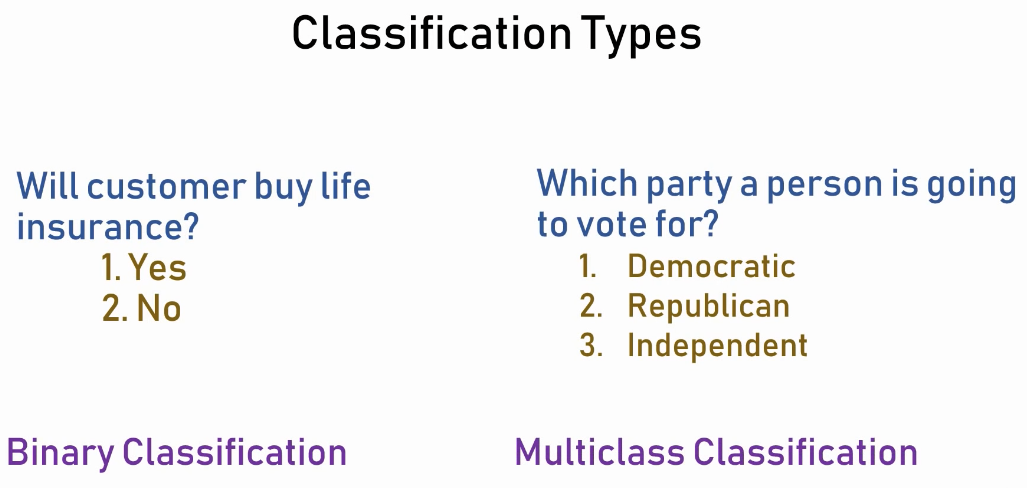 Classification Types
Will customer buy life
insurance?
1. Yes
2. No
Which party a person is going
to vote for?
1. Democratic
2. Republican
3. Independent
Binary Classification
Multiclass Classification